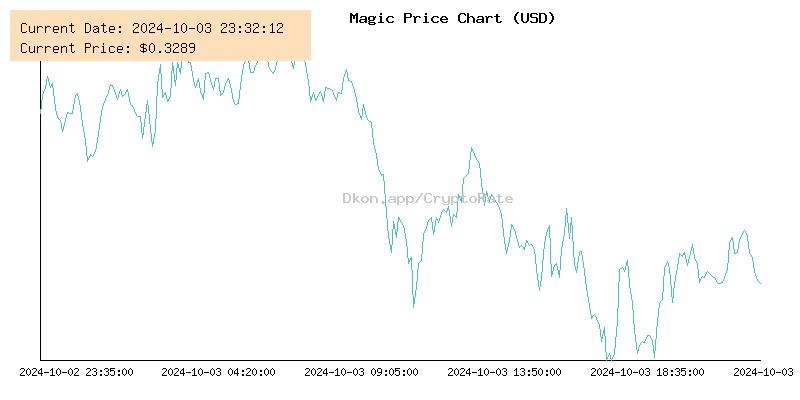 Magic Price Chart (USD)
Current Date: 2024-10-03 23:32:12
Current Price: $0.3289
Dkon.app/CryptoRate
2024-10-02 23:35:00 2024-10-03 04:20:00 2024-10-03 09:05:00 2024-10-03 13:50:00 2024-10-03 18:35:00 2024-10-03